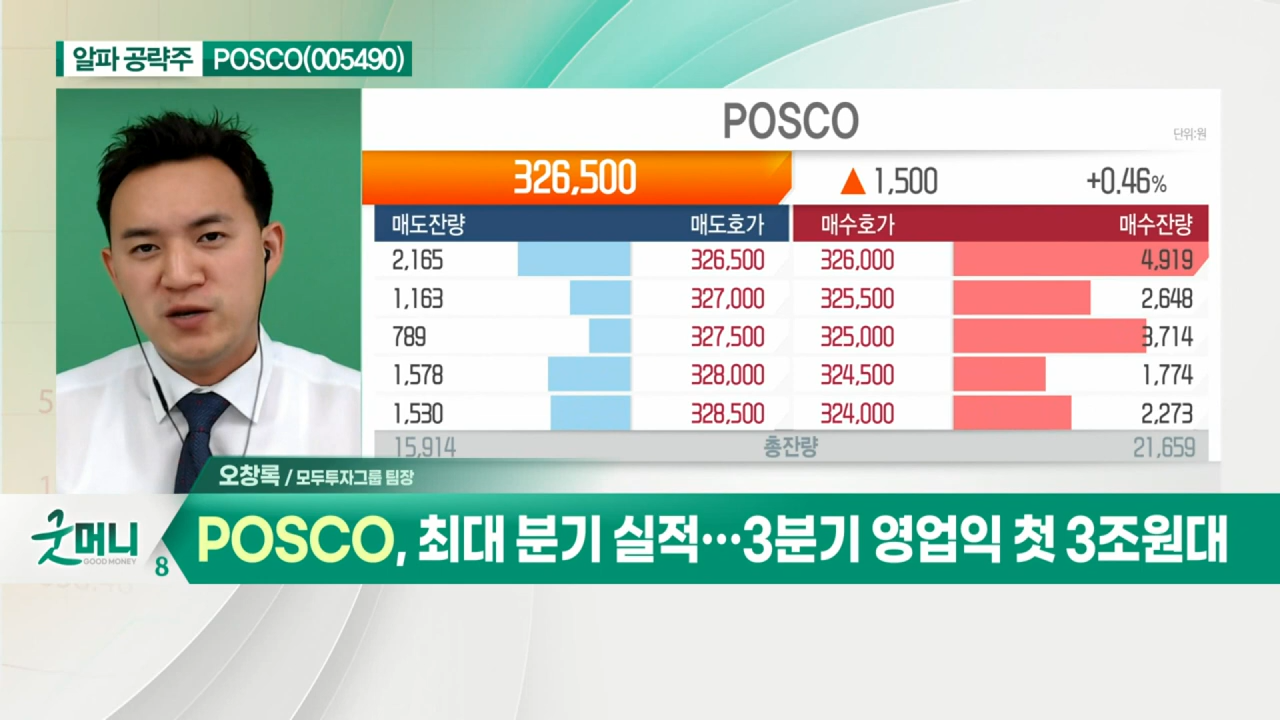 알파 공략주 POSCO(005490)
POSCO
단위:원
326,500 ▲ 1,500 +0.46%
매도잔량 매도호가 매수호가 매수잔량
2,165 326,500 326,000 4,919
1,163 327,000 325,500 2,648
789 327,500 325,000 3,714
1,578 328,000 324,500 1,774
1,530 328,500 324,000 2,273
15,914 총잔량 21,659
오창록 / 모두투자그룹 팀장
굿머니
GOOD MONEY
8
POSCO, 최대 분기 실적…3분기 영업익 첫 3조원대